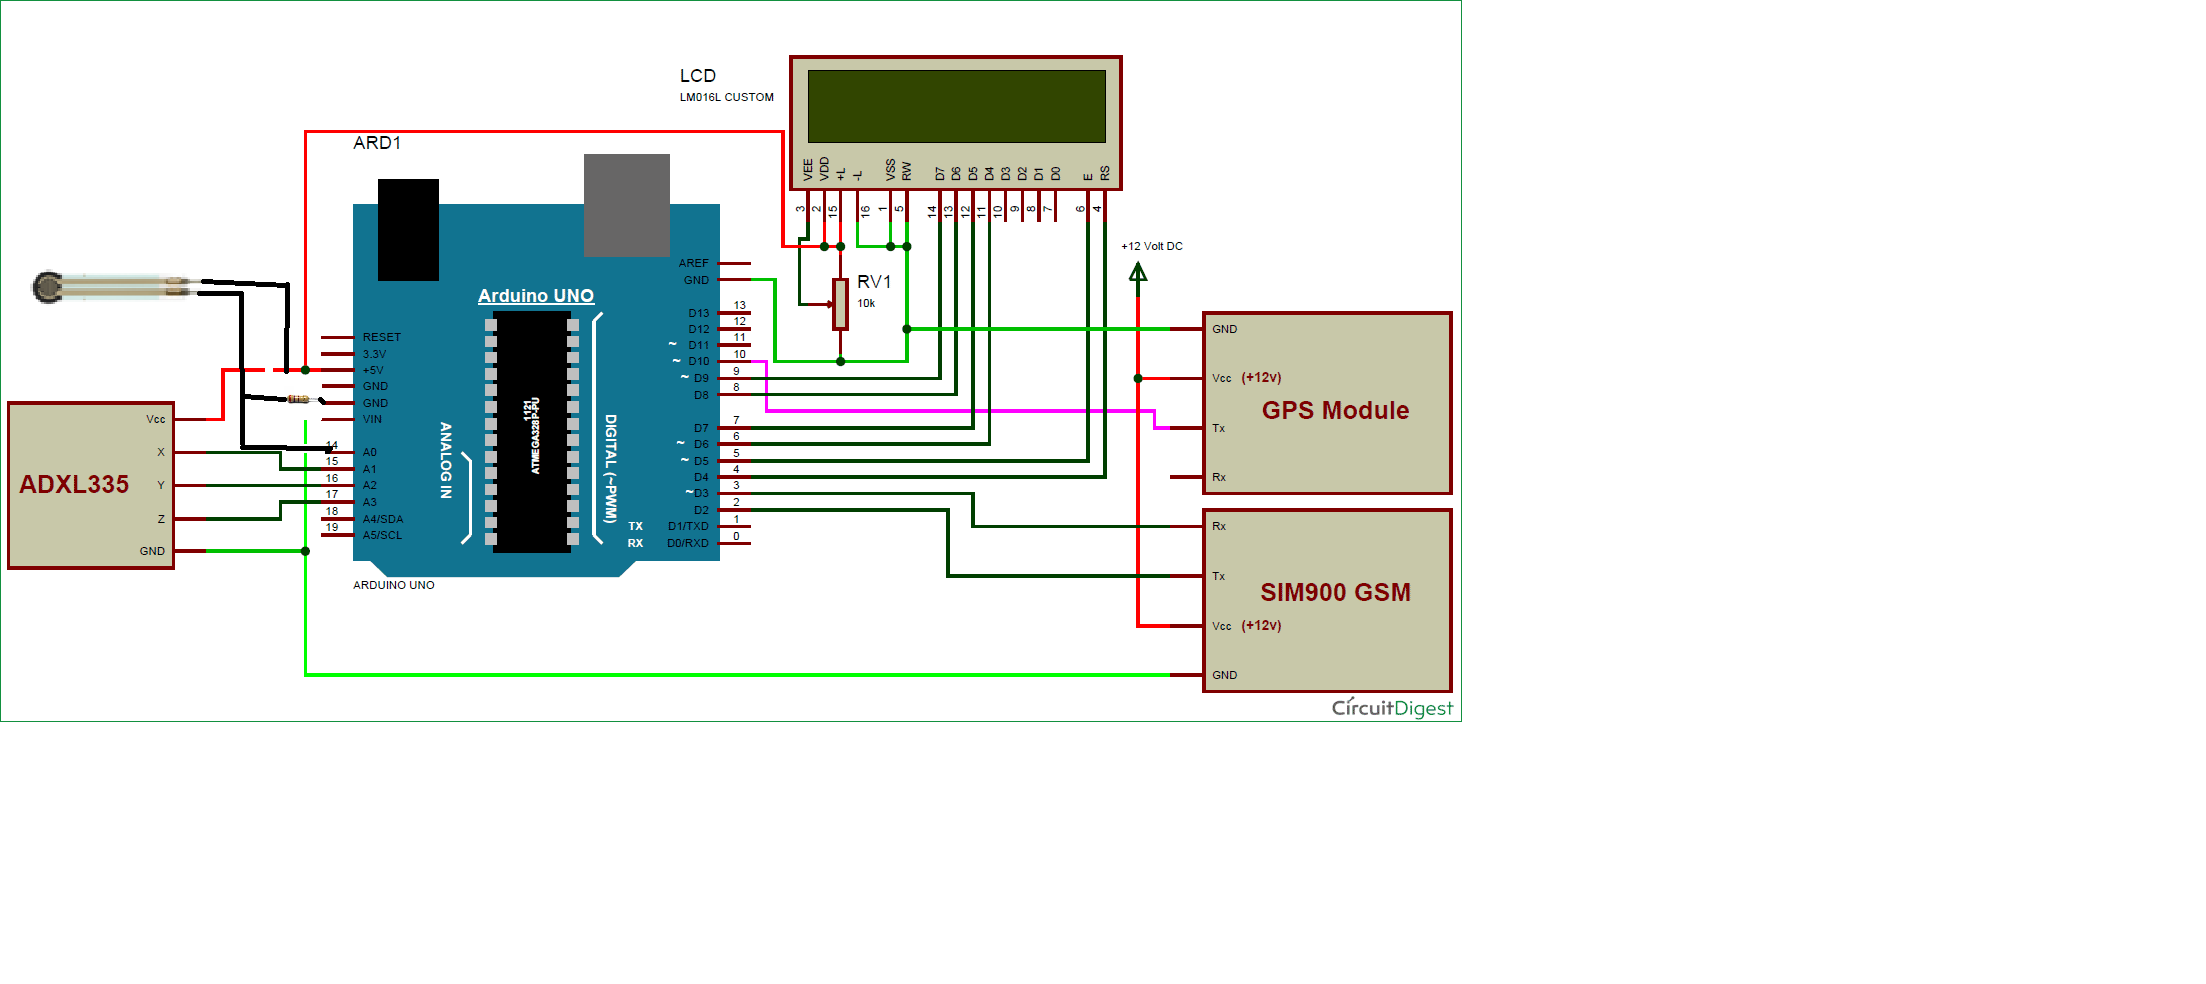 LCD
LM016L CUSTOM
VEE
VDD
+L
-L
VSS
RW
D7
D6
D5
D4
D3
D2
D1
D0
E
RS
3
2
15
16
1
5
14
13
12
11
10
9
8
7
6
4
ARD1
Arduino UNO
RESET
3.3V
+5V
GND
GND
VIN
14
A0
15
A1
16
A2
17
A3
18
A4/SDA
19
A5/SCL
ANALOG IN
1121
ATMEGA328P-PU
DIGITAL (~PWM)
AREF
GND
13
D13
12
D12
11
~ D11
10
~ D10
9
~ D9
8
D8
7
D7
6
~ D6
5
~ D5
4
D4
3
~D3
2
D2
1
TX D1/TXD
0
RX D0/RXD
ARDUINO UNO
RV1
10k
+12 Volt DC
ADXL335
Vcc
X
Y
Z
GND
GND
Vcc (+12v)
GPS Module
Tx
Rx
Rx
Tx
SIM900 GSM
Vcc (+12v)
GND
CircuitDigest